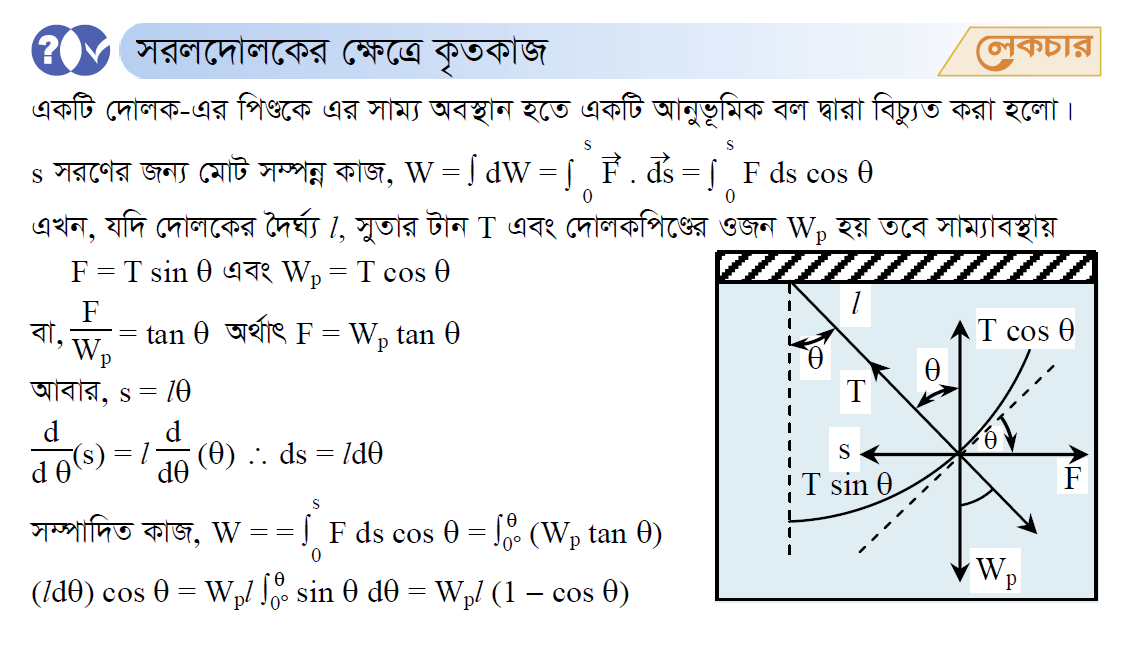 ?
সরলদোলকের ক্ষেত্রে কৃতকাজ
লেকচার
একটি দোলক-এর পিণ্ডকে এর সাম্য অবস্থান হতে একটি আনুভূমিক বল দ্বারা বিচ্যুত করা হলো।
s সরণের জন্য মোট সম্পন্ন কাজ, W = ∫ dW = ∫₀ˢ F⃗ . ds⃗ = ∫₀ˢ F ds cos θ
এখন, যদি দোলকের দৈর্ঘ্য l, সুতার টান T এবং দোলকপিণ্ডের ওজন Wₚ হয় তবে সাম্যাবস্থায়
F = T sin θ এবং Wₚ = T cos θ
বা, F/Wₚ = tan θ অর্থাৎ F = Wₚ tan θ
আবার, s = lθ
d/d θ (s) = l d/dθ (θ) ∴ ds = ldθ
সম্পাদিত কাজ, W = = ∫₀ˢ F ds cos θ = ∫₀°^θ (Wₚ tan θ)
(ldθ) cos θ = Wₚl ∫₀°^θ sin θ dθ = Wₚl (1 − cos θ)
l
T cos θ
θ
θ
T
s
θ
F
T sin θ
Wₚ